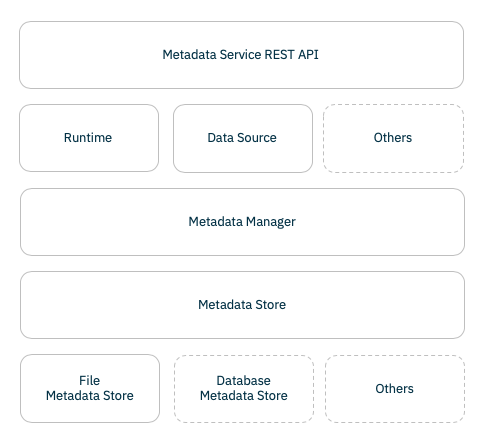 Metadata Service REST API
Runtime
Data Source
Others
Metadata Manager
Metadata Store
File
Metadata Store
Database
Metadata Store
Others